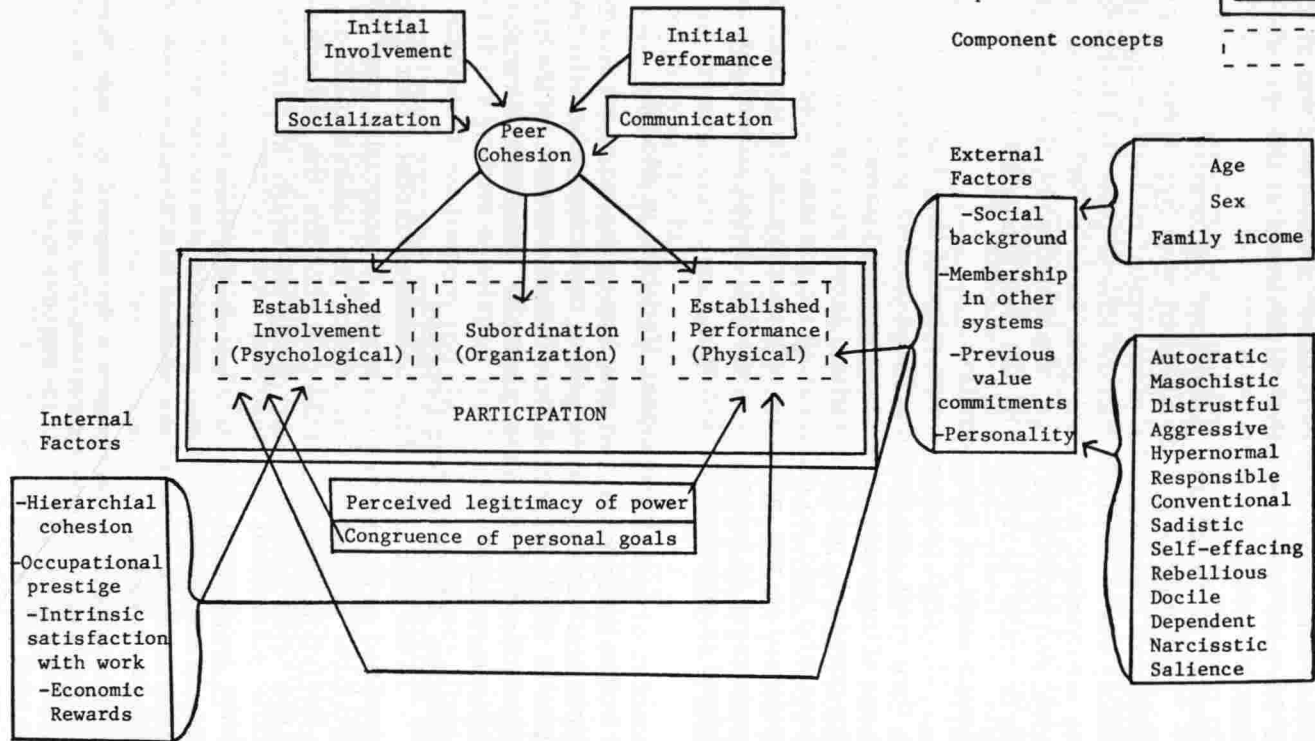 Initial
Involvement
Initial
Performance
Component concepts
Socialization
Communication
Peer
Cohesion
External
Factors
Age
Sex
Family income
-Social
background
-Membership
in other
systems
-Previous
value
commitments
-Personality
Established
Involvement
(Psychological)
Subordination
(Organization)
Established
Performance
(Physical)
PARTICIPATION
Autocratic
Masochistic
Distrustful
Aggressive
Hypernormal
Responsible
Conventional
Sadistic
Self-effacing
Rebellious
Docile
Dependent
Narcisstic
Salience
Internal
Factors
-Hierarchial
cohesion
-Occupational
prestige
-Intrinsic
satisfaction
with work
-Economic
Rewards
Perceived legitimacy of power
Congruence of personal goals